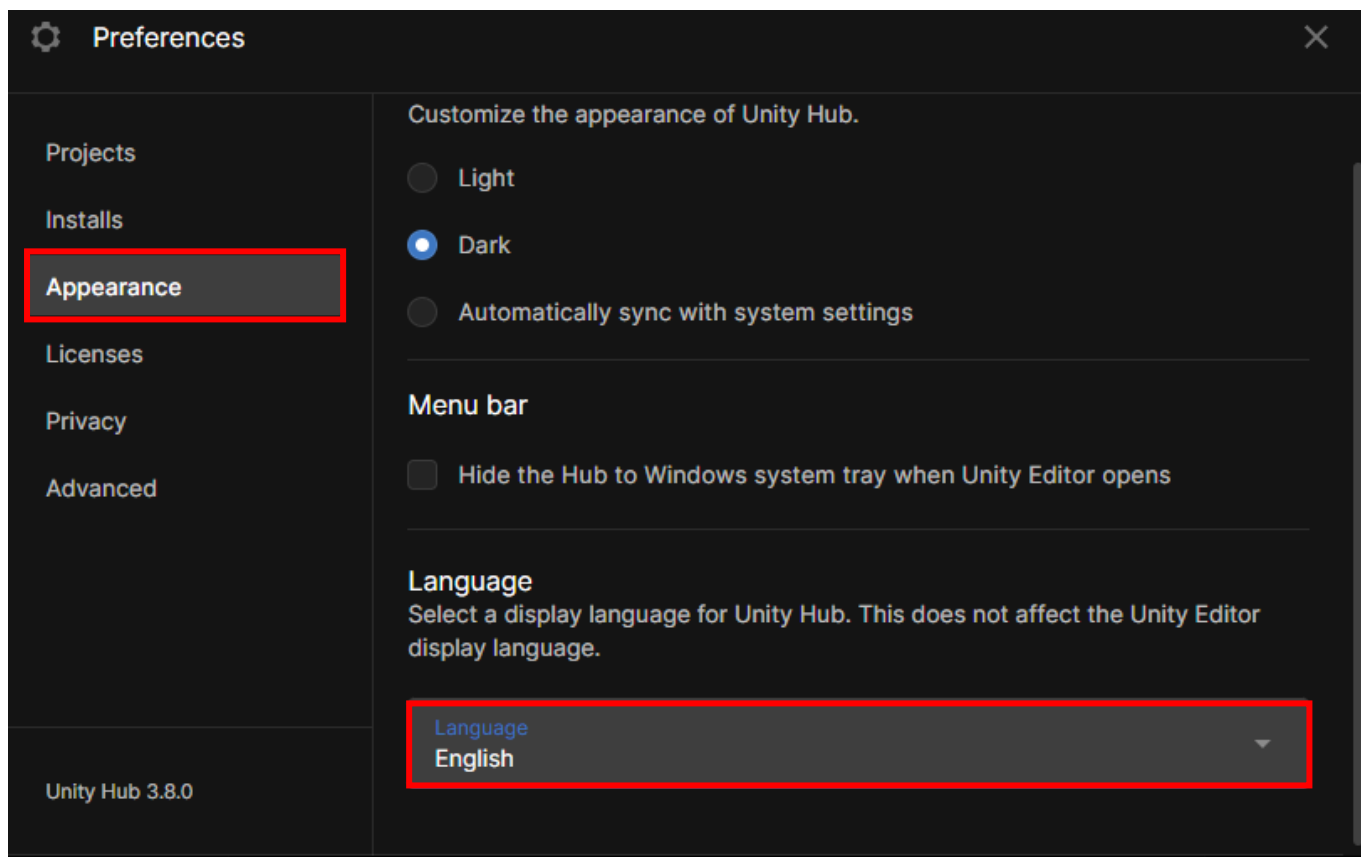 Preferences
Projects
Installs
Appearance
Licenses
Privacy
Advanced
Unity Hub 3.8.0
Customize the appearance of Unity Hub.
Light
Dark
Automatically sync with system settings
Menu bar
Hide the Hub to Windows system tray when Unity Editor opens
Language
Select a display language for Unity Hub. This does not affect the Unity Editor
display language.
Language
English